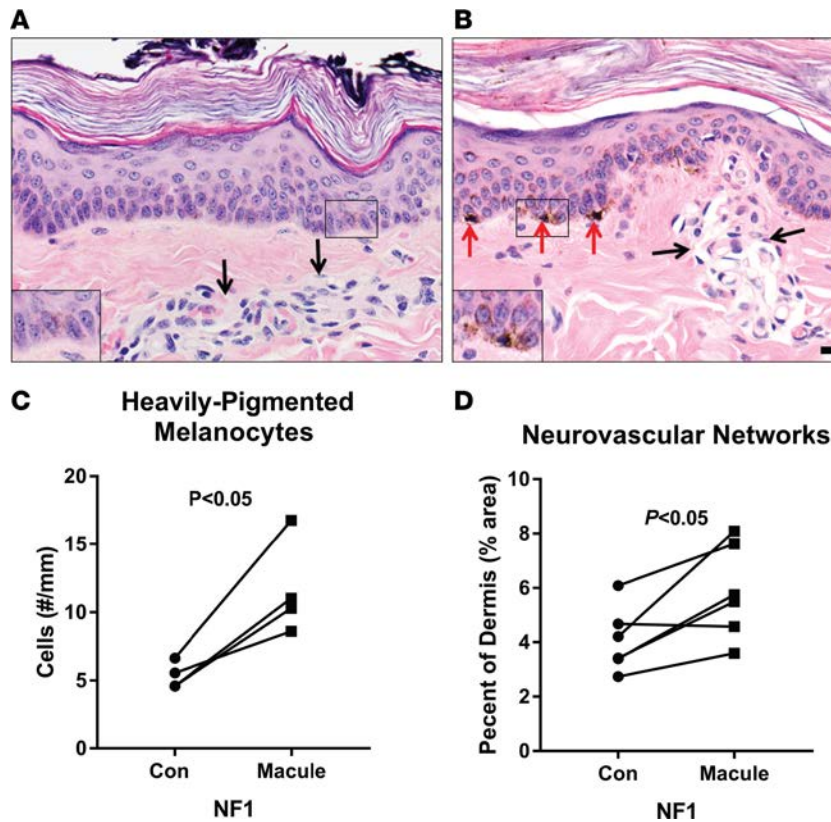 A
B
C
Heavily-Pigmented
Melanocytes
Cells (#/mm)
20
15
10
5
0
P<0.05
Con
Macule
NF1
D
Neurovascular Networks
Pecent of Dermis (% area)
10
8
6
4
2
0
P<0.05
Con
Macule
NF1